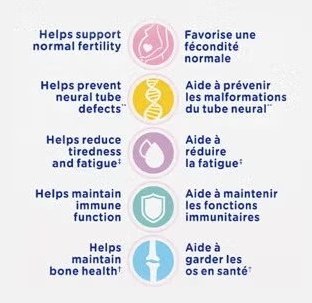 Helps support
normal fertility
Favorise une
fécondité
normale
Helps prevent
neural tube
defects**
Aide à prévenir
les malformations
du tube neural**
Helps reduce
tiredness
and fatigue‡
Aide à
réduire
la fatigue‡
Helps maintain
immune
function
Aide à maintenir
les fonctions
immunitaires
Helps
maintain
bone health†
Aide à
garder les
os en santé†